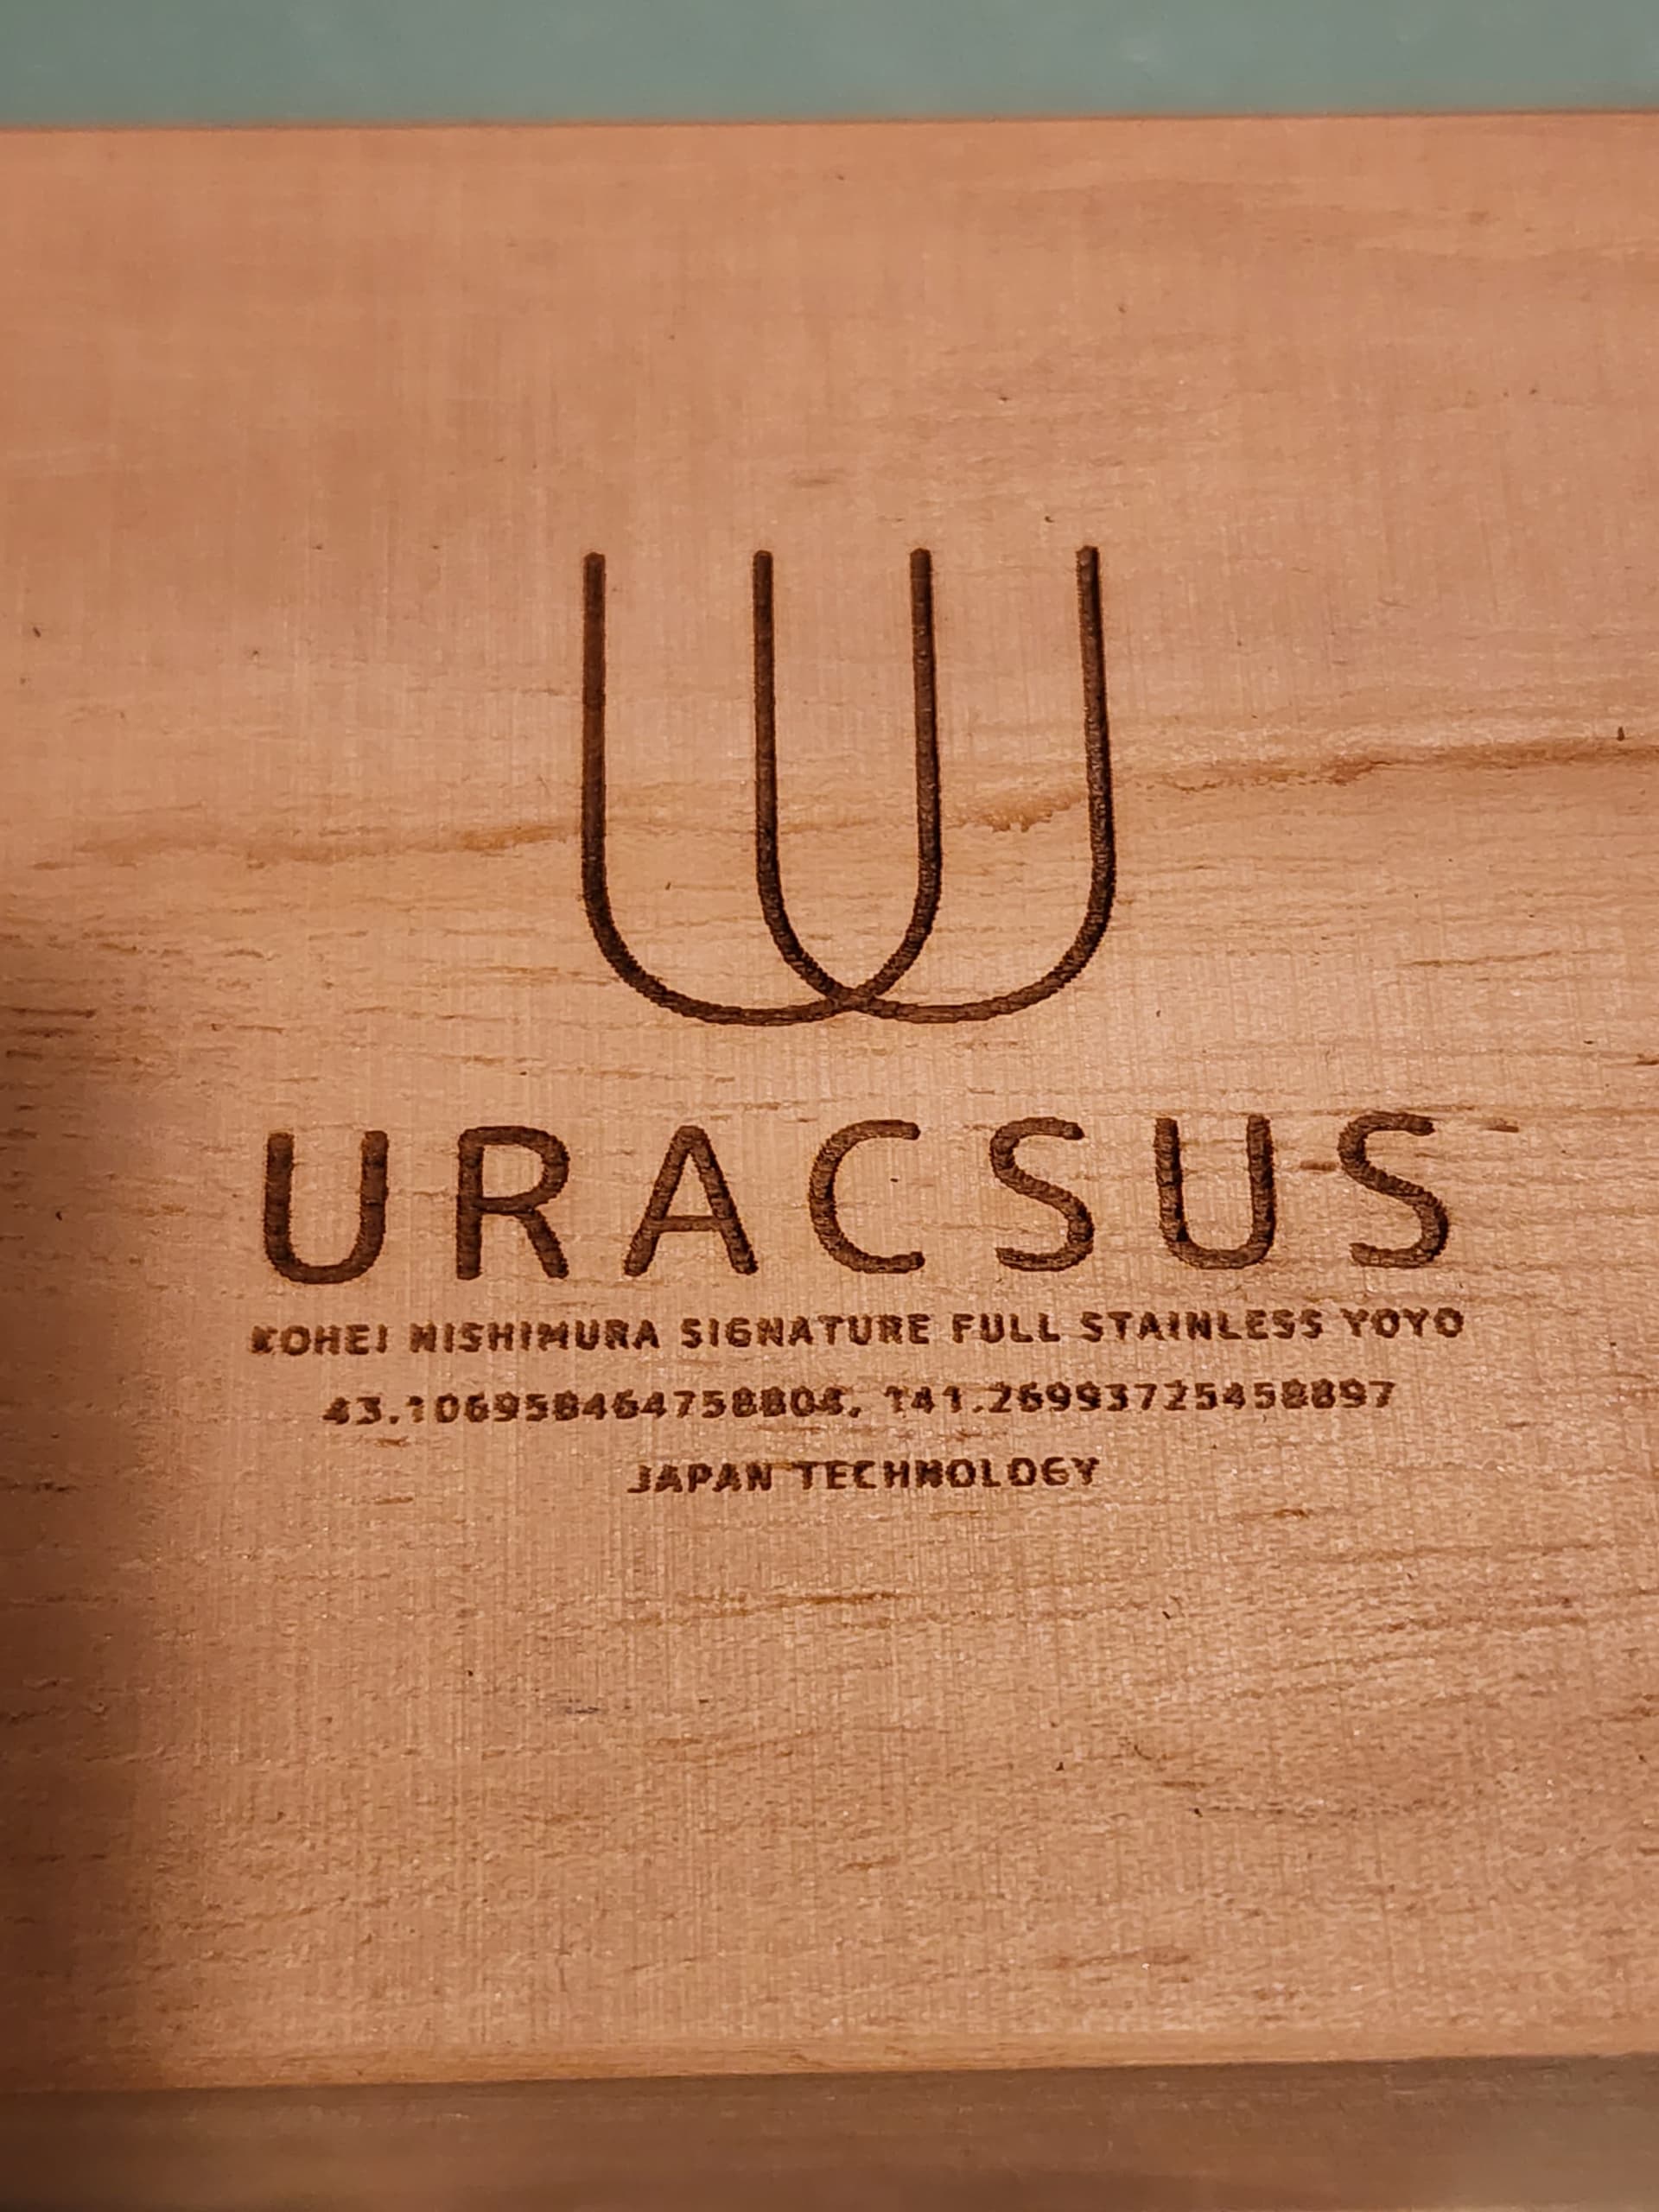 URACSUS
KOHEI NISHIMURA SIGNATURE FULL STAINLESS YOYO
43.106958464758804, 141.26993725458897
JAPAN TECHNOLOGY